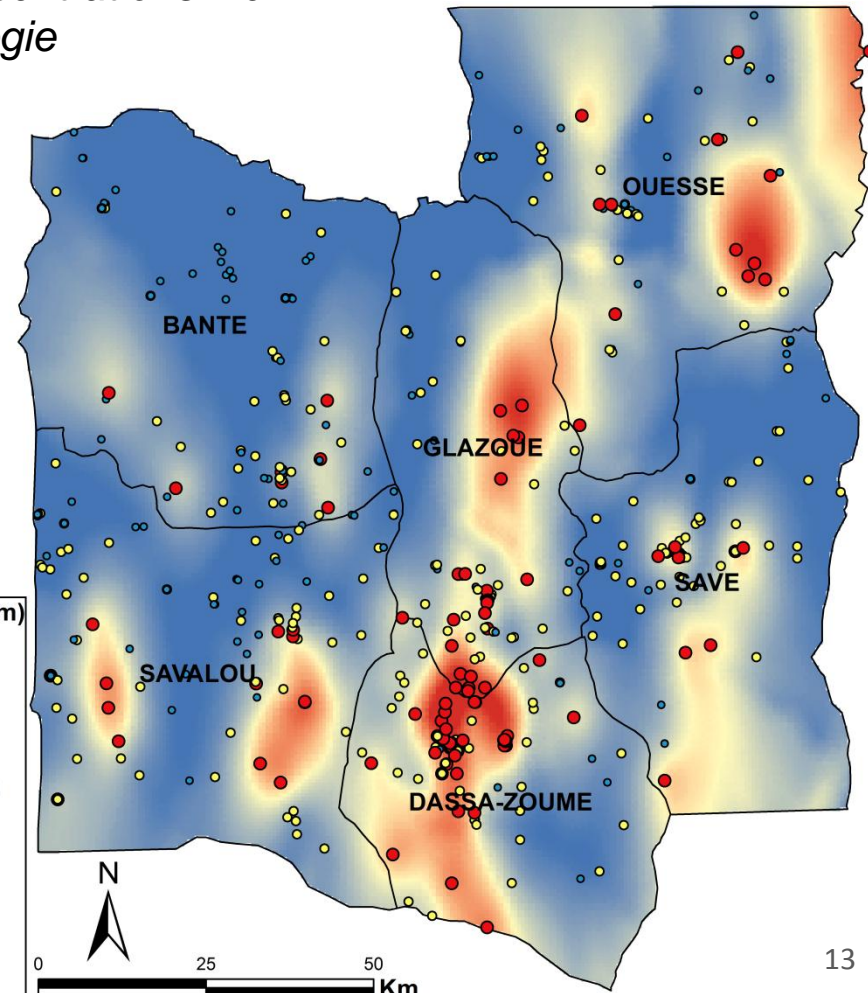 gie
OUESSE
BANTE
GLAZOUE
SAVE
SAVALOU
m)
DASSA-ZOUME
N
0 25 50
Km
13